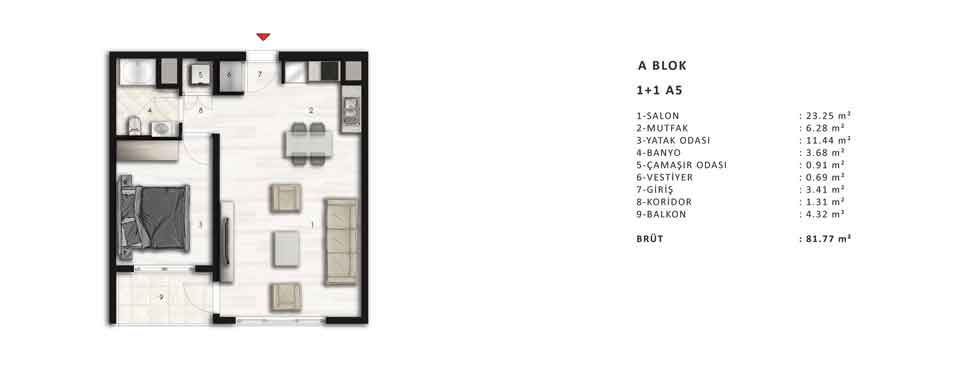 A BLOK
1+1 A5
1-SALON : 23.25 m²
2-MUTFAK : 6.28 m²
3-YATAK ODASI : 11.44 m²
4-BANYO : 3.68 m²
5-ÇAMAŞIR ODASI : 0.91 m²
6-VESTİYER : 0.69 m²
7-GİRİŞ : 3.41 m²
8-KORİDOR : 1.31 m²
9-BALKON : 4.32 m²
BRÜT : 81.77 m²
5
6
7
4
8
2
3
1
9